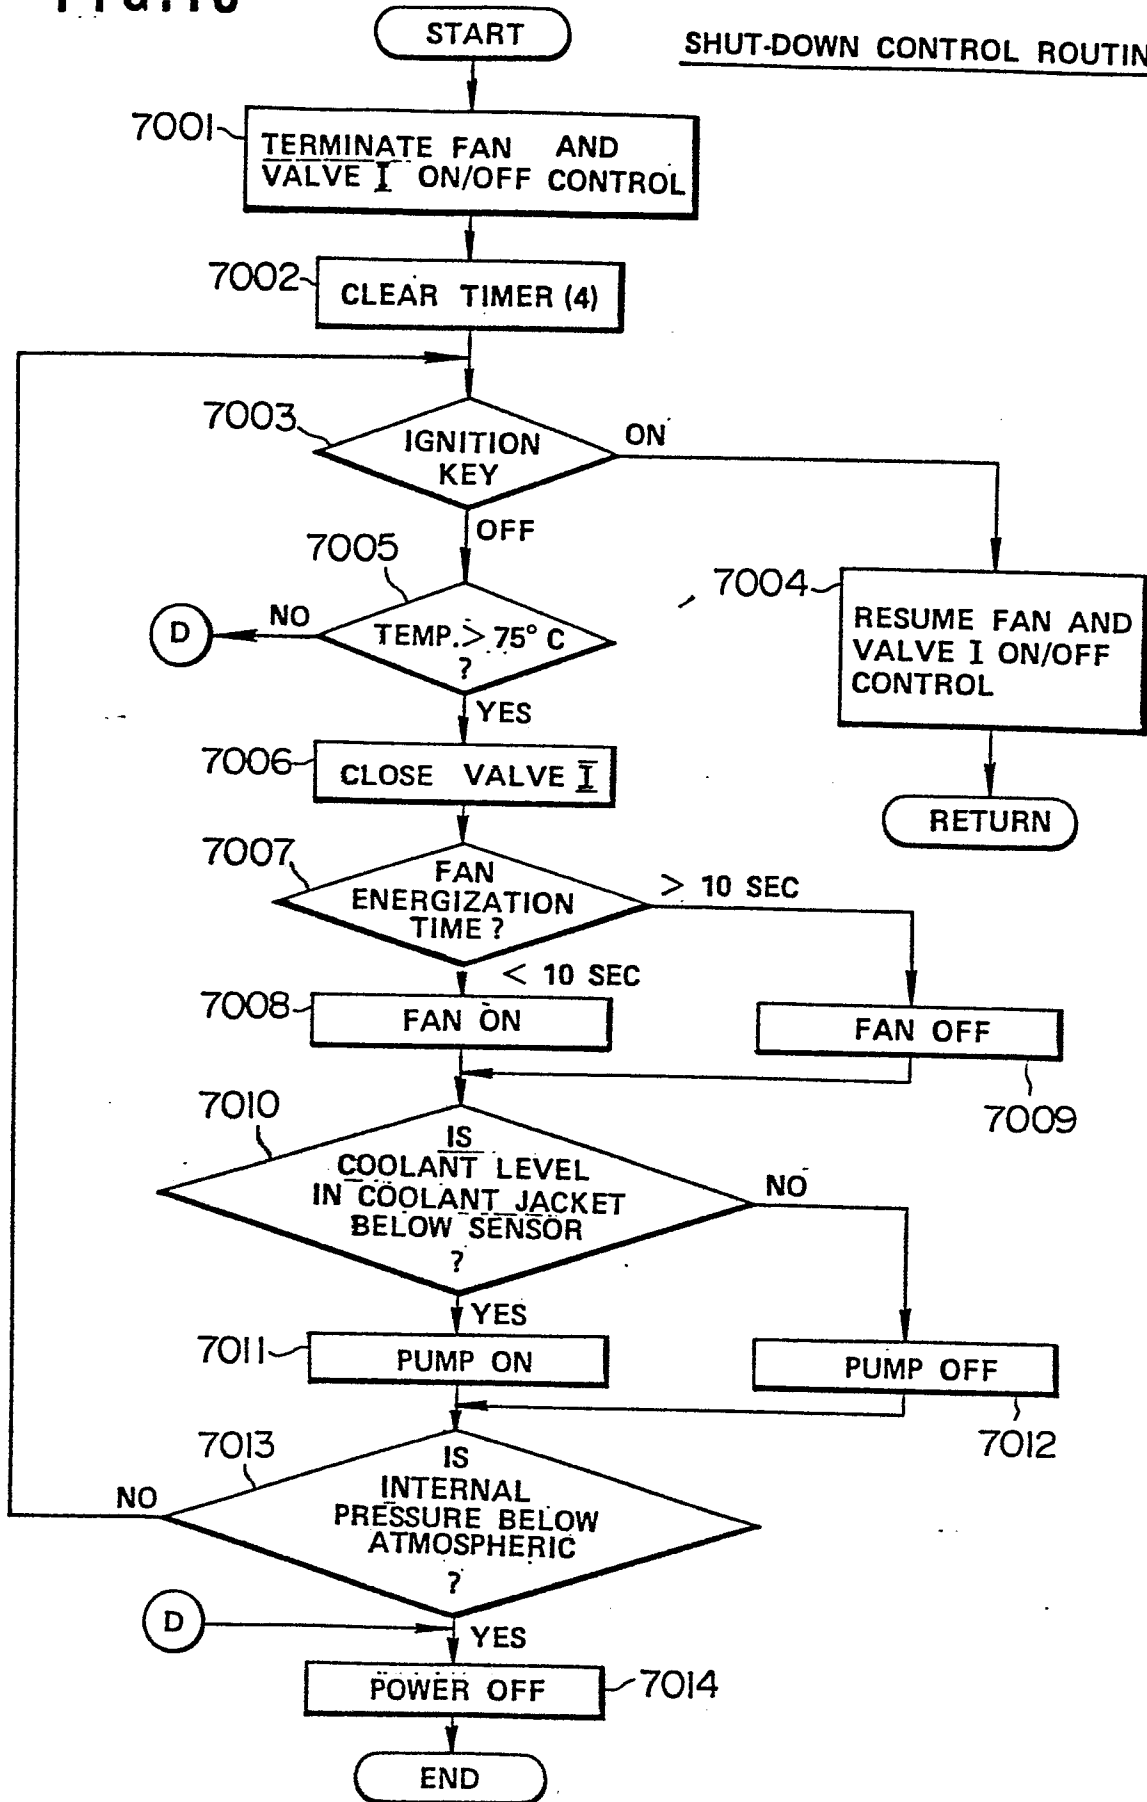 START
SHUT-DOWN CONTROL ROUTIN
7001
TERMINATE FAN AND
VALVE I ON/OFF CONTROL
7002
CLEAR TIMER (4)
7003
IGNITION
KEY
ON
OFF
7005
D
NO
TEMP. > 75° C
?
YES
7004
RESUME FAN AND
VALVE I ON/OFF
CONTROL
RETURN
7006
CLOSE VALVE I
7007
FAN
ENERGIZATION
TIME ?
> 10 SEC
< 10 SEC
7008
FAN ON
FAN OFF
7009
7010
IS
COOLANT LEVEL
IN COOLANT JACKET
BELOW SENSOR
?
NO
YES
7011
PUMP ON
PUMP OFF
7012
7013
IS
INTERNAL
PRESSURE BELOW
ATMOSPHERIC
?
NO
D
YES
POWER OFF
7014
END